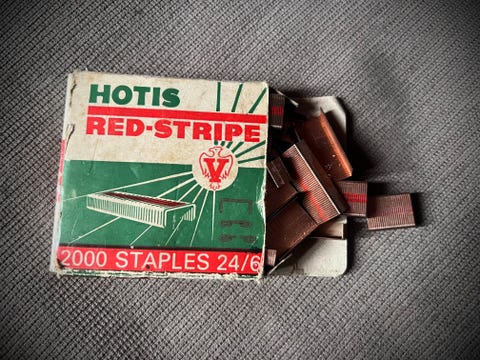 HOTIS
RED-STRIPE
V
2000 STAPLES 24/6